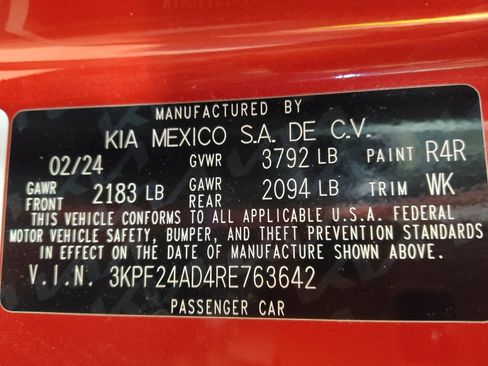 MANUFACTURED BY
KIA MEXICO S.A. DE C.V.
02/24 GVWR 3792 LB PAINT R4R
GAWR FRONT 2183 LB GAWR REAR 2094 LB TRIM WK
THIS VEHICLE CONFORMS TO ALL APPLICABLE U.S.A. FEDERAL
MOTOR VEHICLE SAFETY, BUMPER, AND THEFT PREVENTION STANDARDS
IN EFFECT ON THE DATE OF MANUFACTURE SHOWN ABOVE.
V.I.N. 3KPF24AD4RE763642
PASSENGER CAR